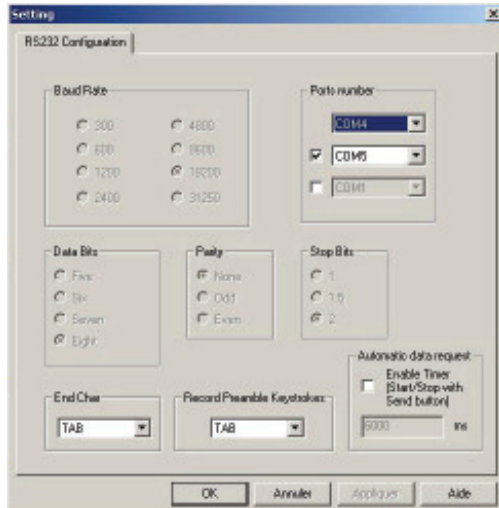 Setting
RS232 Configuration
Baud Rate
300
4800
600
9600
1200
19200
2400
31250
Ports number
COM4
COM5
COM1
Data Bits
Five
Six
Seven
Eight
Parity
None
Odd
Even
Stop Bits
1
1.5
2
Automatic data request
Enable Timer
(Start/Stop with
Send button)
6000
ms
End Char
TAB
Record Preamble Keystrokes
TAB
OK
Annuler
Appliquer
Aide